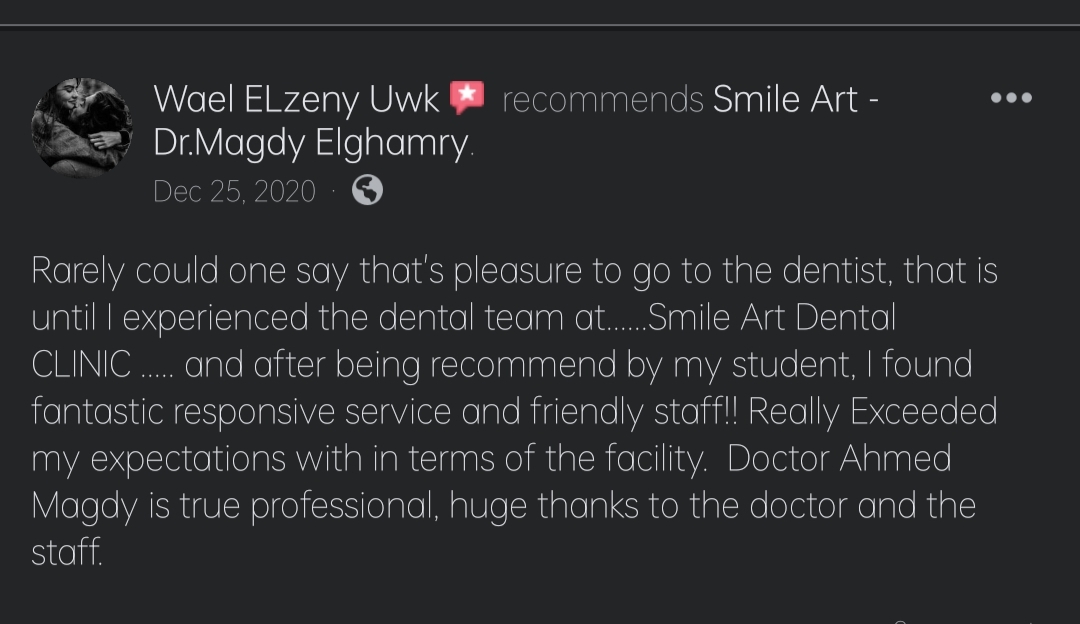 Wael ELzeny Uwk recommends Smile Art -
Dr.Magdy Elghamry.
Dec 25, 2020 ·
Rarely could one say that's pleasure to go to the dentist, that is
until I experienced the dental team at......Smile Art Dental
CLINIC ..... and after being recommend by my student, I found
fantastic responsive service and friendly staff!! Really Exceeded
my expectations with in terms of the facility.  Doctor Ahmed
Magdy is true professional, huge thanks to the doctor and the
staff.